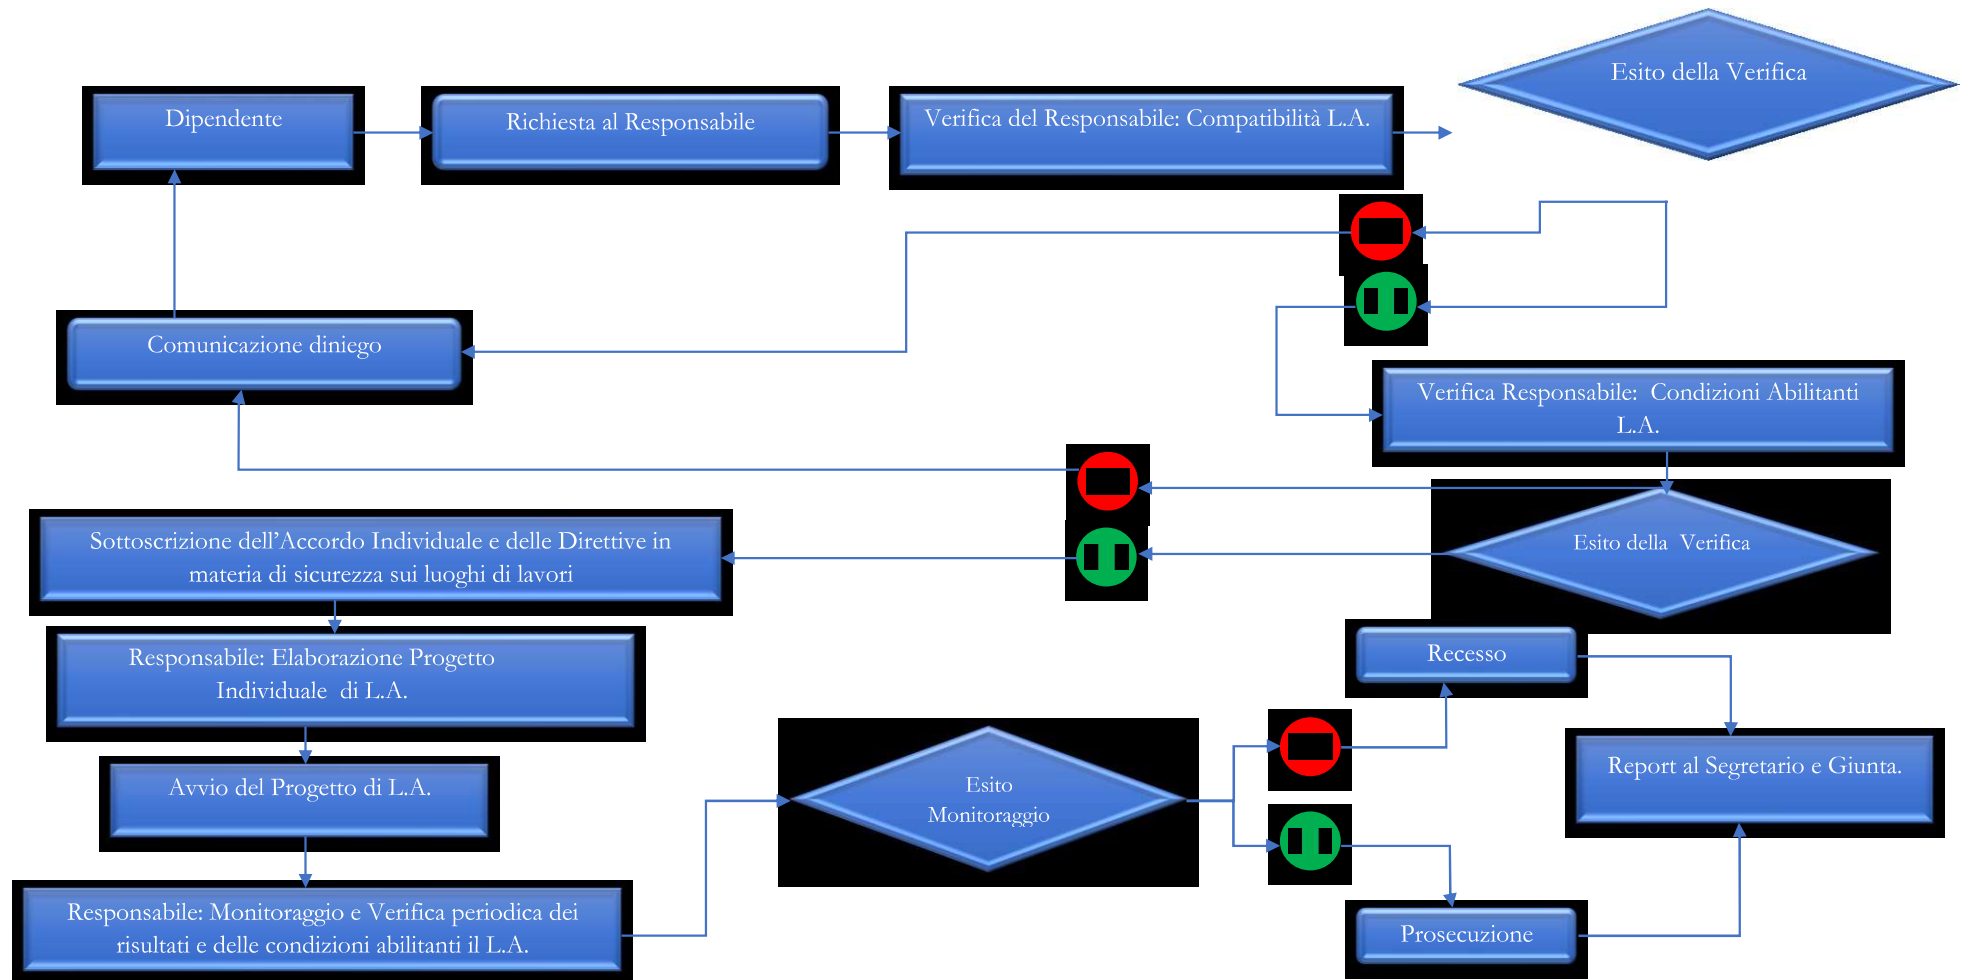 Esito della Verifica
Dipendente
Richiesta al Responsabile
Verifica del Responsabile: Compatibilità L.A.
Comunicazione diniego
Verifica Responsabile:  Condizioni Abilitanti
L.A.
Sottoscrizione dell’Accordo Individuale e delle Direttive in
materia di sicurezza sui luoghi di lavori
Esito della  Verifica
Responsabile: Elaborazione Progetto
Individuale  di L.A.
Recesso
Avvio del Progetto di L.A.
Esito
Monitoraggio
Report al Segretario e Giunta.
Responsabile: Monitoraggio e Verifica periodica dei
risultati e delle condizioni abilitanti il L.A.
Prosecuzione